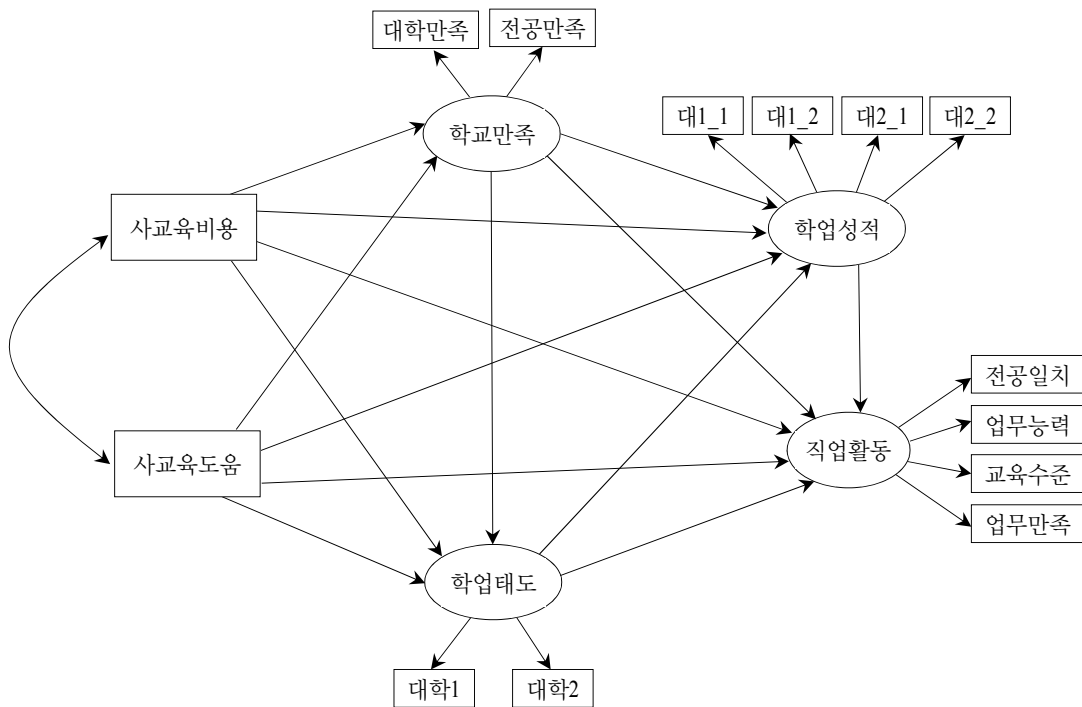 대학만족
전공만족
학교만족
대1_1
대1_2
대2_1
대2_2
사교육비용
학업성적
전공일치
업무능력
사교육도움
직업활동
교육수준
업무만족
학업태도
대학1
대학2